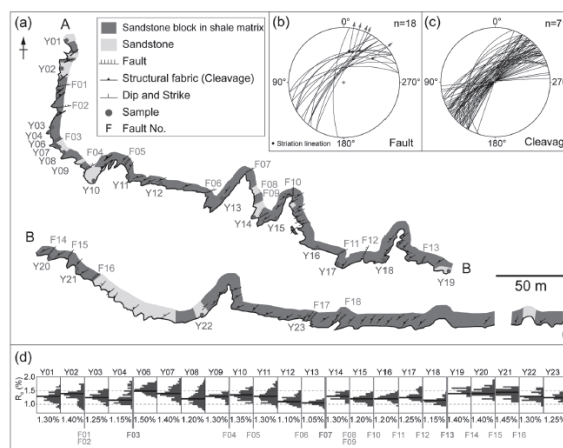 (a)
A
Y01
Y02
F01
F02
Y03
Y04
Y06
Y07
Y08
Y09
F03
F04
Y10
F05
Y11
Y12
F06
Y13
F07
F08
F09
Y14
Y15
F10
Y16
F11
Y17
F12
Y18
F13
B
Y19
Sandstone block in shale matrix
Sandstone
Fault
Structural fabric (Cleavage)
Dip and Strike
Sample
F Fault No.
(b)
0°
n=18
90°
270°
180°
Striation lineation
Fault
(c)
0°
n=7
90°
270°
180°
Cleavag
B
F14
Y20
F15
Y21
F16
Y22
F17
Y23
F18
50 m
(d)
Y01 Y02 Y03 Y04 Y06 Y07 Y08 Y09 Y10 Y11 Y12 Y13 Y14 Y15 Y16 Y17 Y18 Y19 Y20 Y21 Y22 Y23
Ro (%)
2.0
1.5
1.0
1.30% 1.40% 1.25% 1.15% 1.50% 1.40% 1.20% 1.30% 1.35% 1.30% 1.10% 1.05% 1.30% 1.20% 1.20% 1.25% 1.15% 1.40% 1.45% 1.45% 1.30% 1.25%
F01 F03 F04 F05 F06 F07 F08 F10 F11 F12 F13 F14 F15 F16
F02 F09